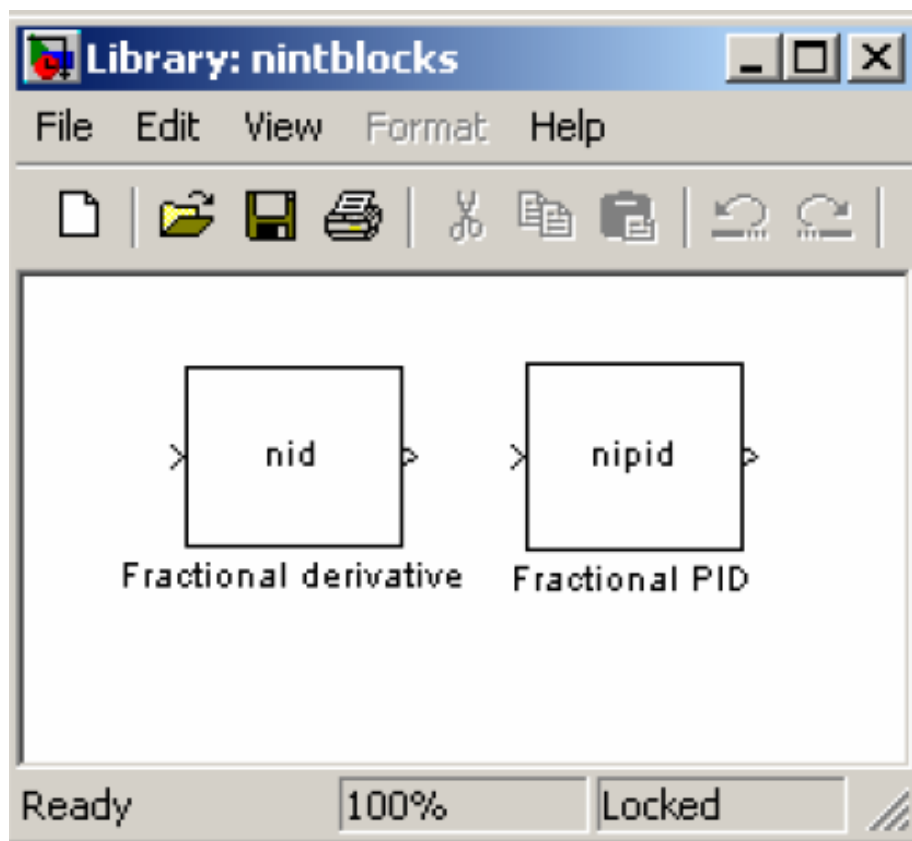 Library: nintblocks
File Edit View Format Help
nid nipid
Fractional derivative Fractional PID
Ready 100% Locked